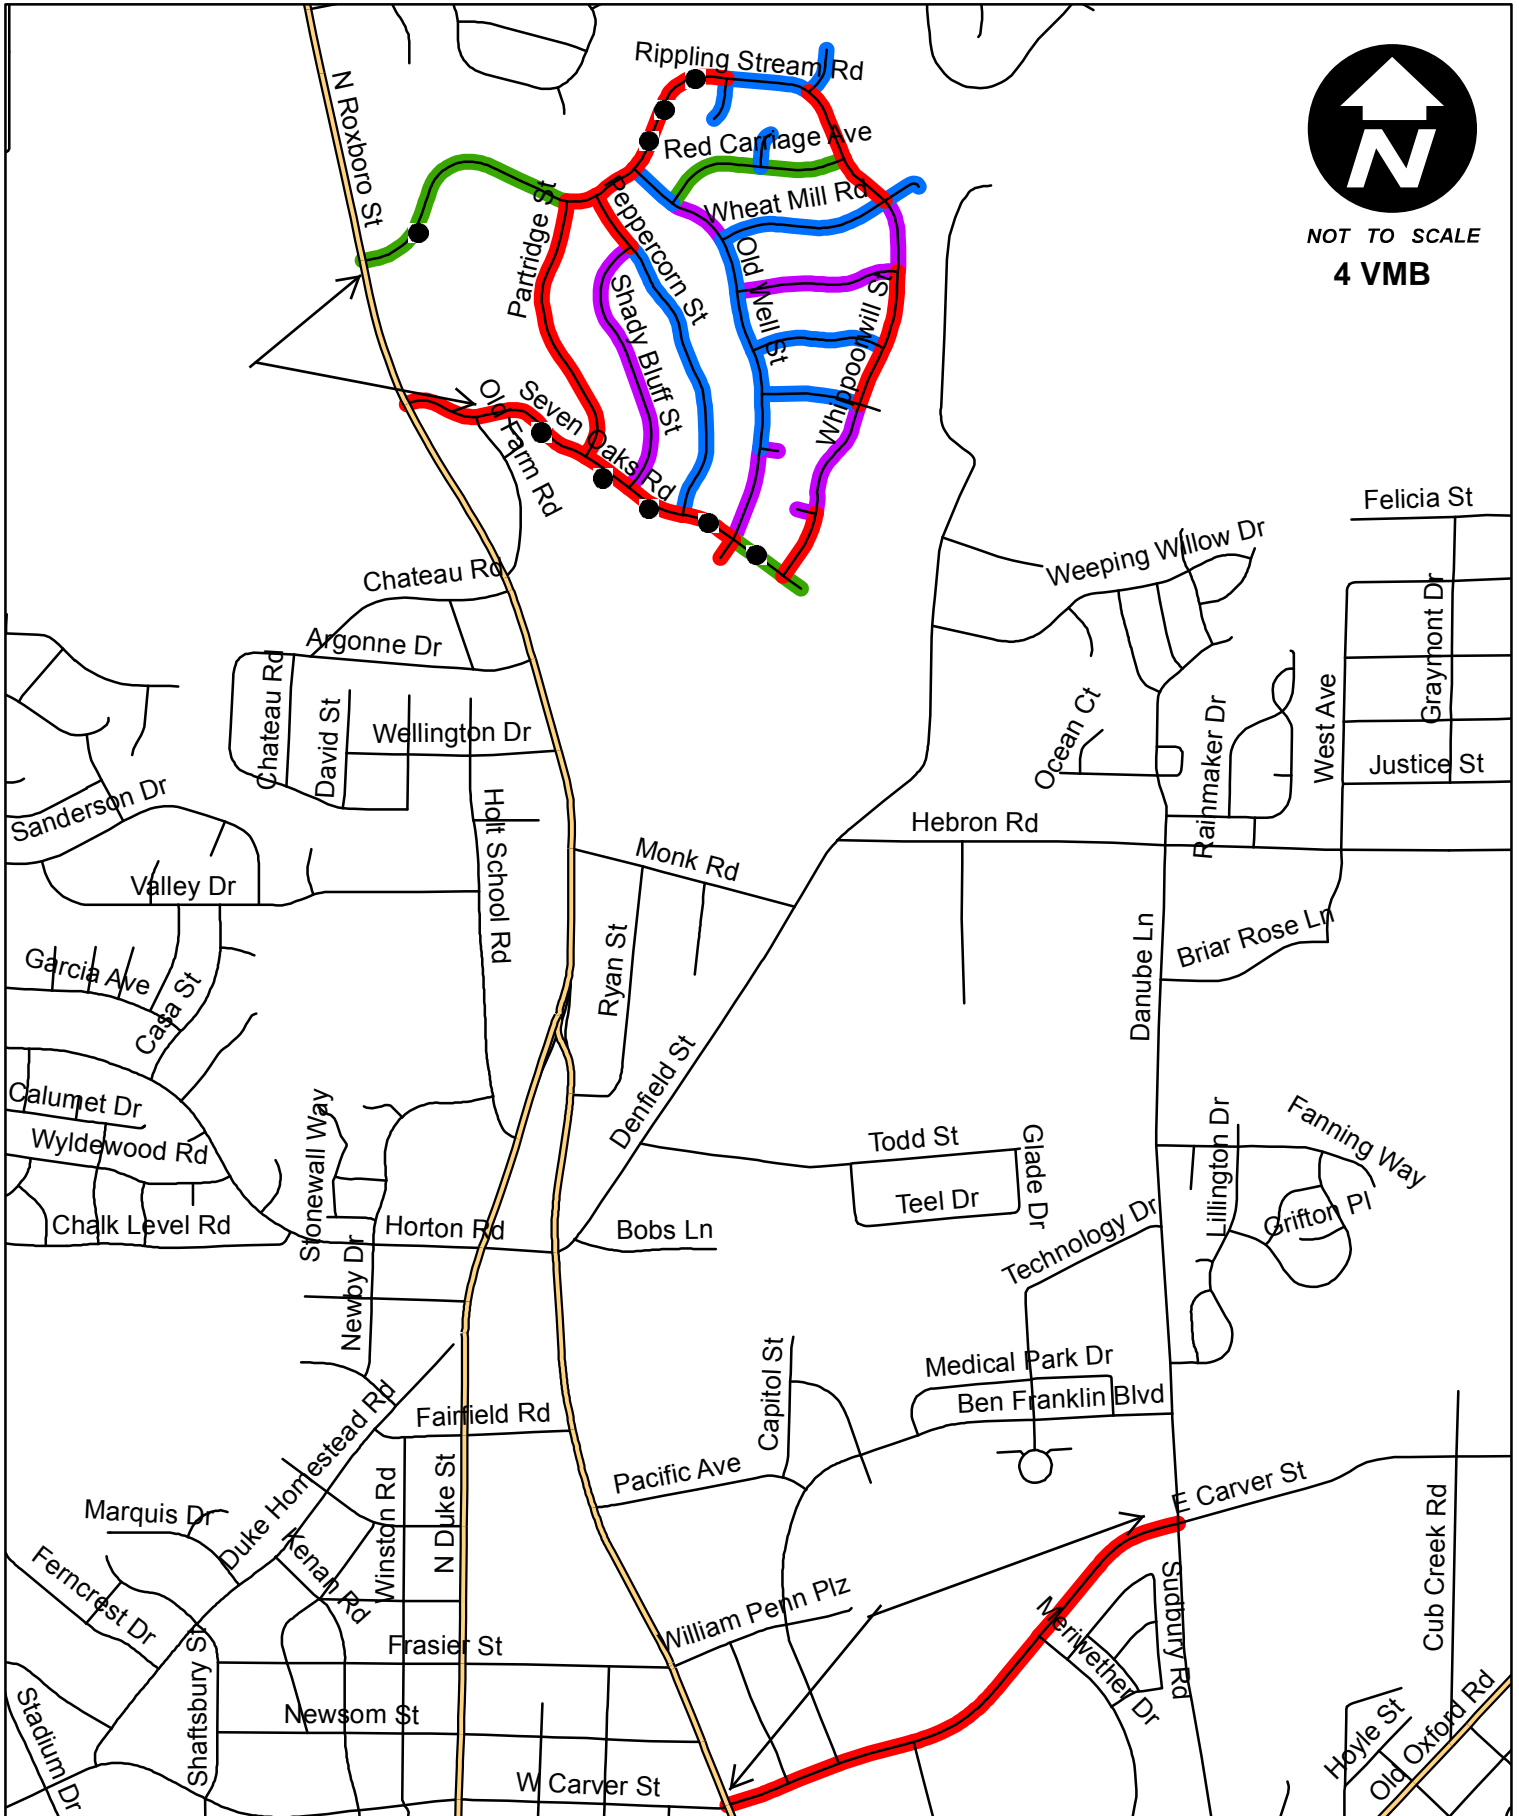 Rippling Stream Rd
N Roxboro St
Red Carriage Ave
N
NOT TO SCALE
4 VMB
Wheat Mill Rd
Partridge St
Peppercorn St
Old Well St
Shady Bluff St
Whippoorwill St
Seven Oaks Rd
Old Farm Rd
Felicia St
Weeping Willow Dr
Chateau Rd
Graymont Dr
Argonne Dr
Chateau Rd
David St
Wellington Dr
Ocean Ct
Rainmaker Dr
West Ave
Justice St
Sanderson Dr
Holt School Rd
Hebron Rd
Monk Rd
Valley Dr
Ryan St
Danube Ln
Briar Rose Ln
Garcia Ave
Casa St
Denfield St
Calumet Dr
Wyldewood Rd
Stonewall Way
Todd St
Glade Dr
Lillington Dr
Fanning Way
Teel Dr
Chalk Level Rd
Horton Rd
Bobs Ln
Technology Dr
Grifton Pl
Newby Dr
Capitol St
Medical Park Dr
Ben Franklin Blvd
Duke Homestead Rd
Fairfield Rd
Pacific Ave
E Carver St
Marquis Dr
Winston Rd
N Duke St
Cub Creek Rd
Kenan Rd
Ferncrest Dr
William Penn Plz
Sudbury Rd
Meriwether Dr
Frasier St
Shaftsbury St
Newsom St
Stadium Dr
W Carver St
Hoyle St
Old Oxford Rd